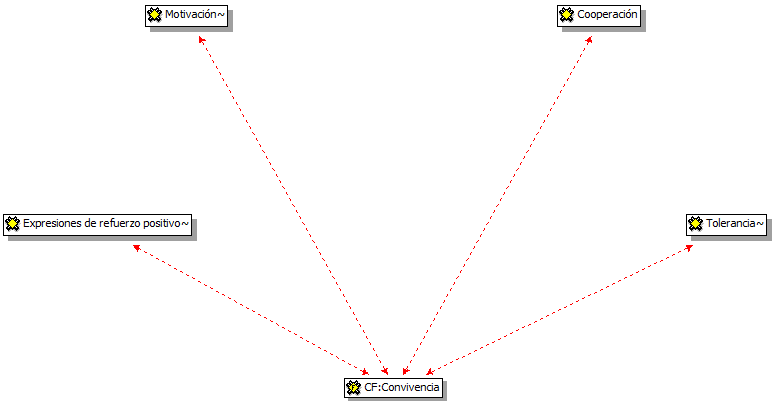 Motivación~
Cooperación
Expresiones de refuerzo positivo~
Tolerancia~
CF:Convivencia